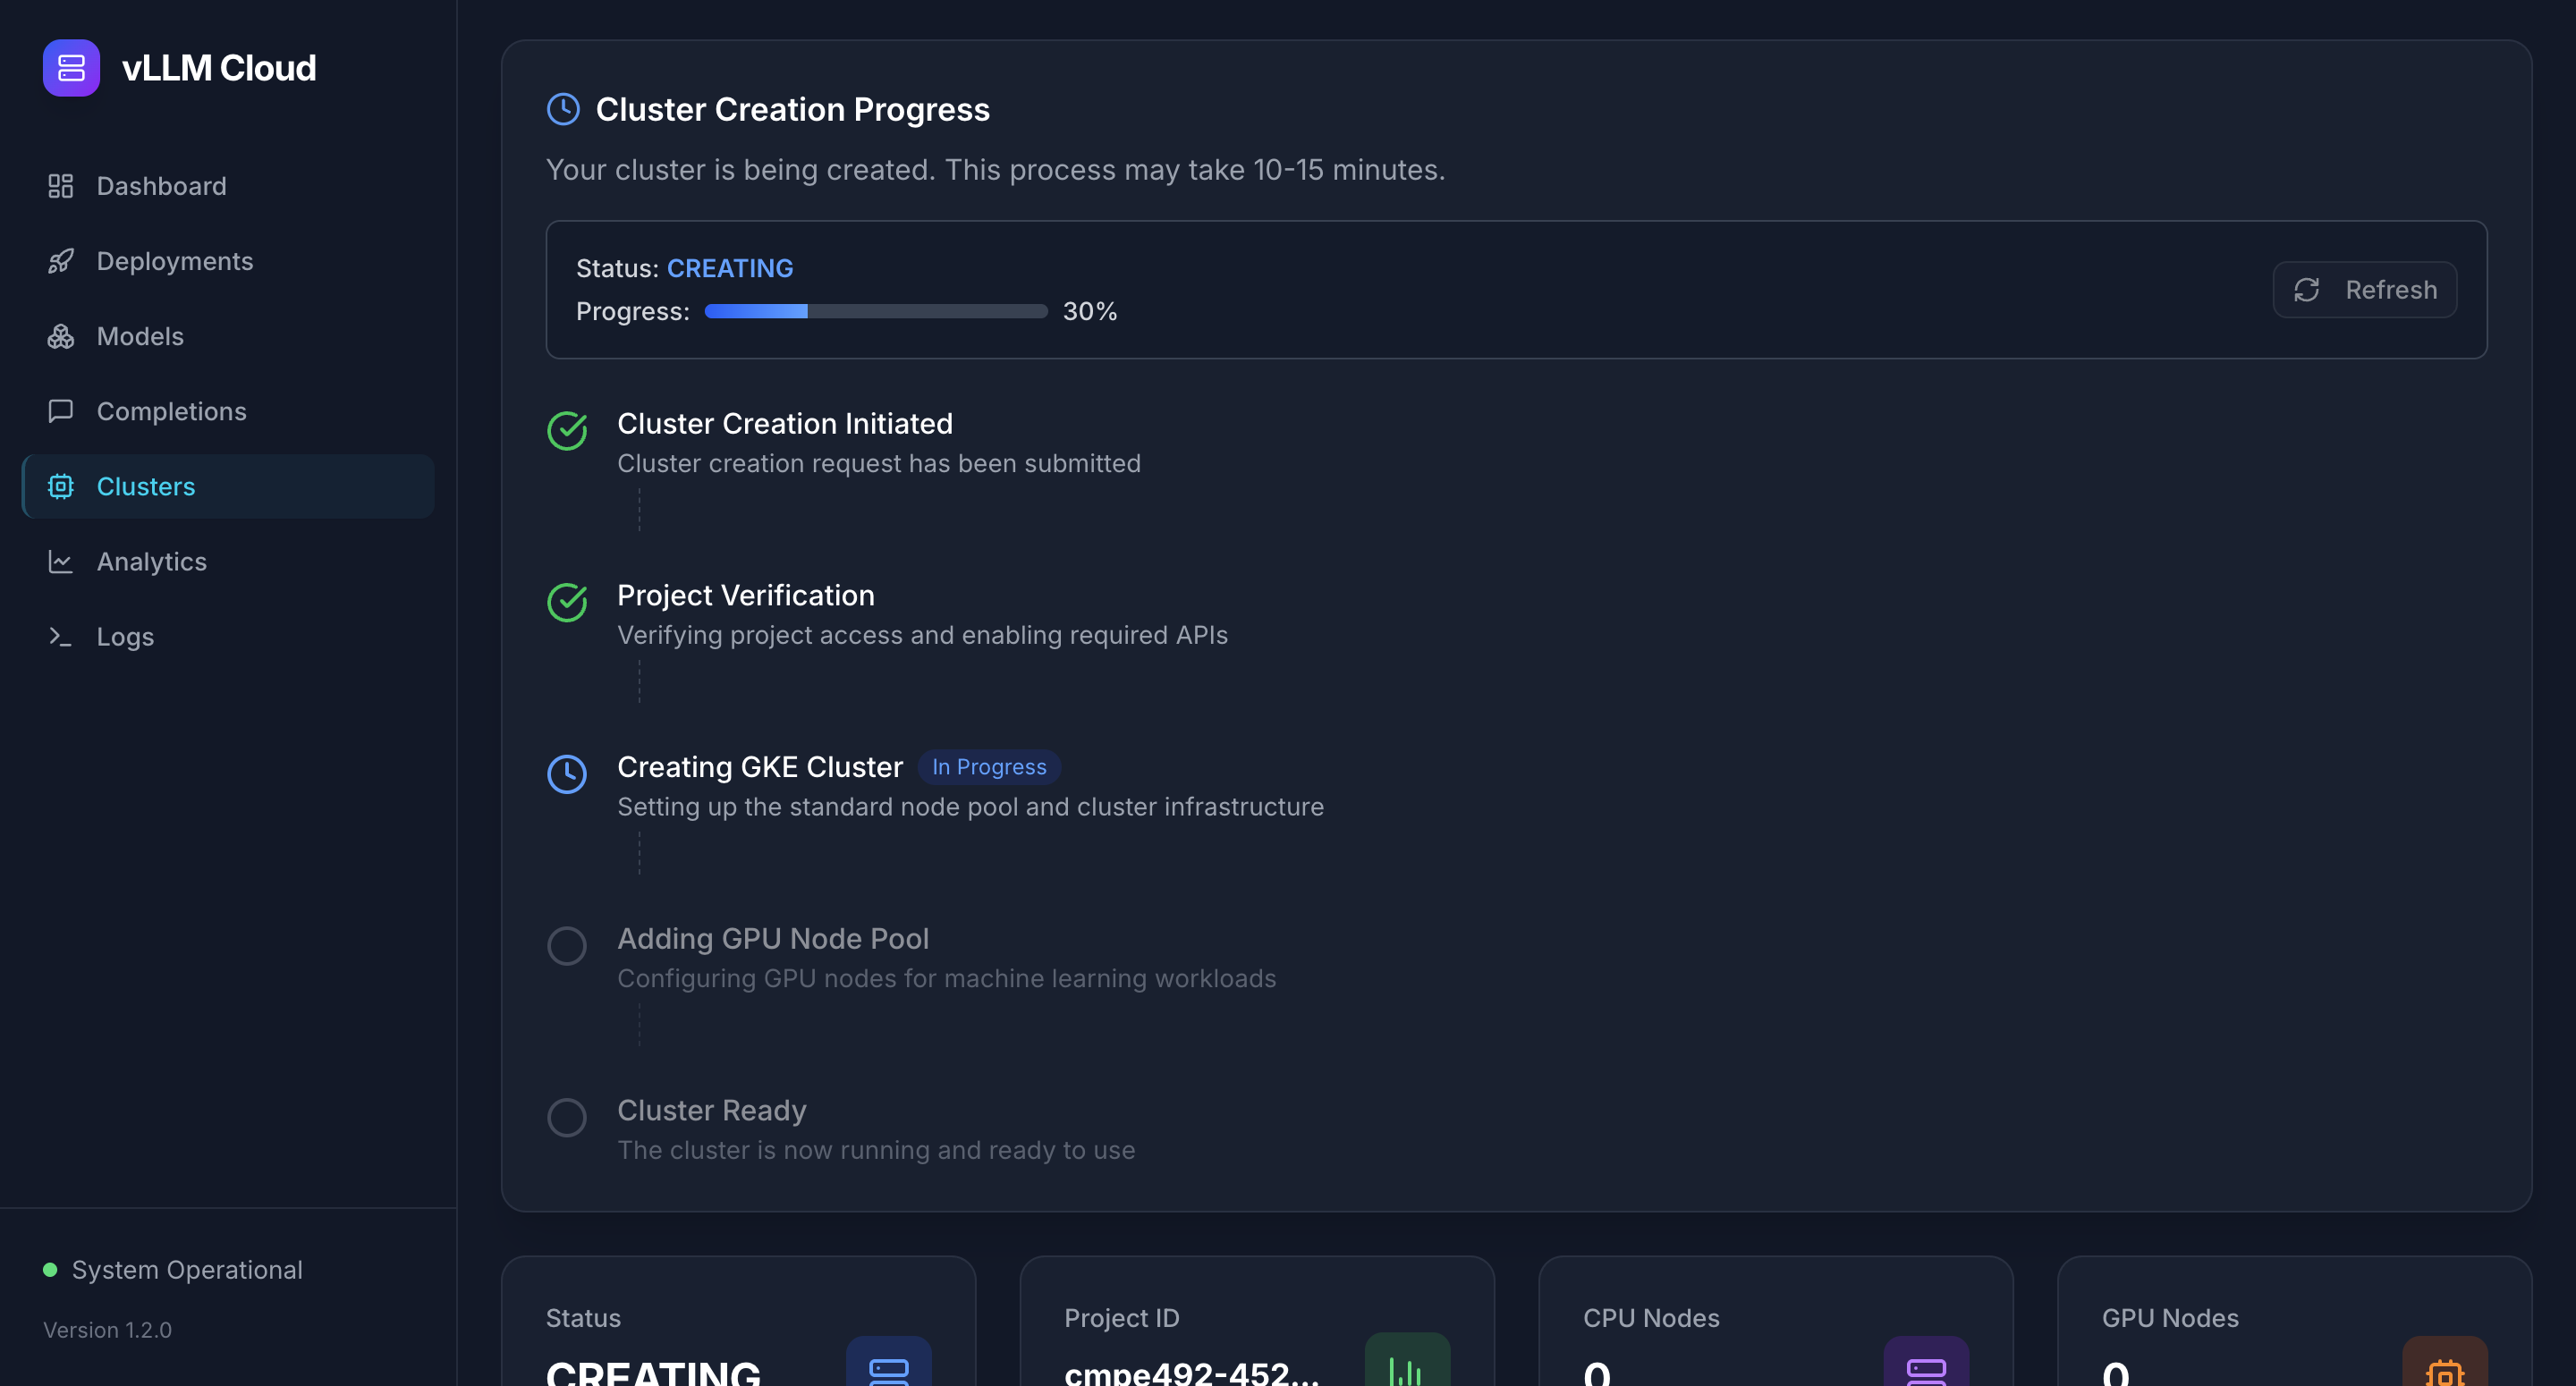 vLLM Cloud
Dashboard
Deployments
Models
Completions
Clusters
Analytics
Logs
System Operational
Version 1.2.0
Cluster Creation Progress
Your cluster is being created. This process may take 10-15 minutes.
Status: CREATING
Progress: 30%
Refresh
Cluster Creation Initiated
Cluster creation request has been submitted
Project Verification
Verifying project access and enabling required APIs
Creating GKE Cluster In Progress
Setting up the standard node pool and cluster infrastructure
Adding GPU Node Pool
Configuring GPU nodes for machine learning workloads
Cluster Ready
The cluster is now running and ready to use
Status
CREATING
Project ID
cmpe492-452...
CPU Nodes
0
GPU Nodes
0